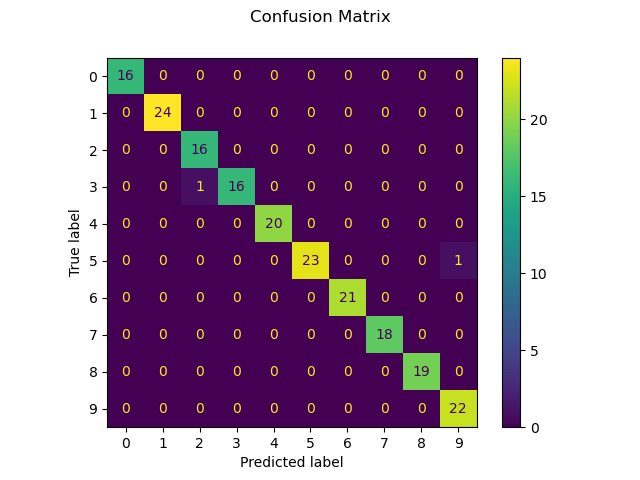 Confusion Matrix
0 16 0 0 0 0 0 0 0 0 0
1 0 24 0 0 0 0 0 0 0 0
2 0 0 16 0 0 0 0 0 0 0
3 0 0 1 16 0 0 0 0 0 0
4 0 0 0 0 20 0 0 0 0 0
5 0 0 0 0 0 23 0 0 0 1
6 0 0 0 0 0 0 21 0 0 0
7 0 0 0 0 0 0 0 18 0 0
8 0 0 0 0 0 0 0 0 19 0
9 0 0 0 0 0 0 0 0 0 22
0 1 2 3 4 5 6 7 8 9
Predicted label
True label
20
15
10
5
0